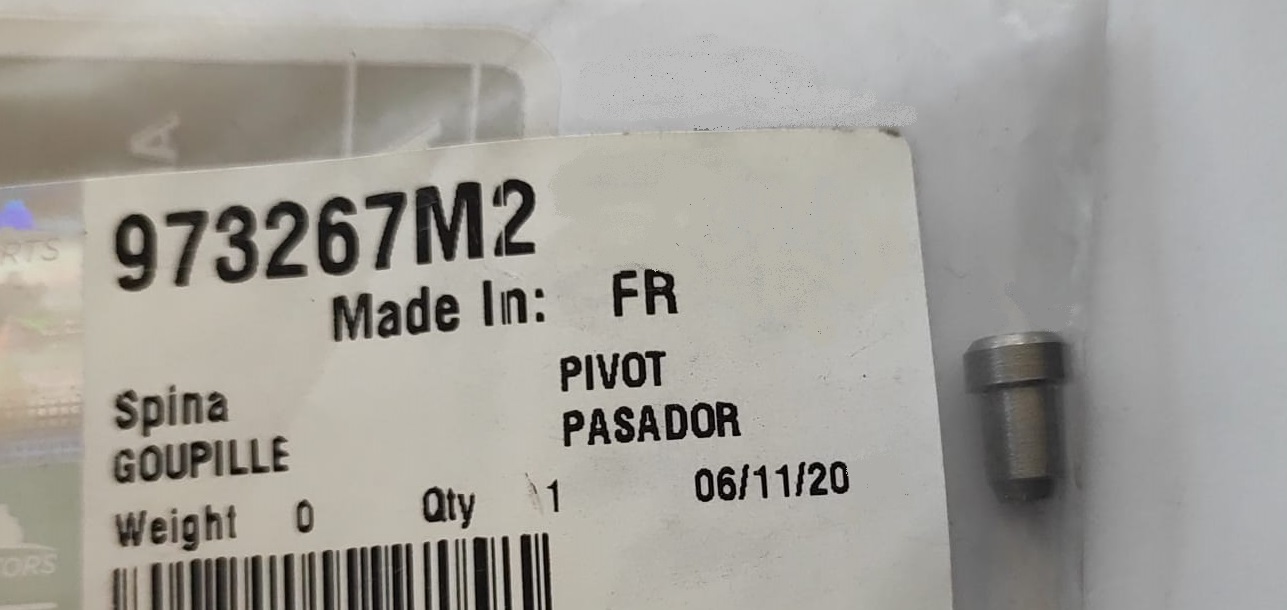 973267M2
Made In: FR
PIVOT
Spina
PASADOR
GOUPILLE
06/11/20
Weight 0 Qty 1